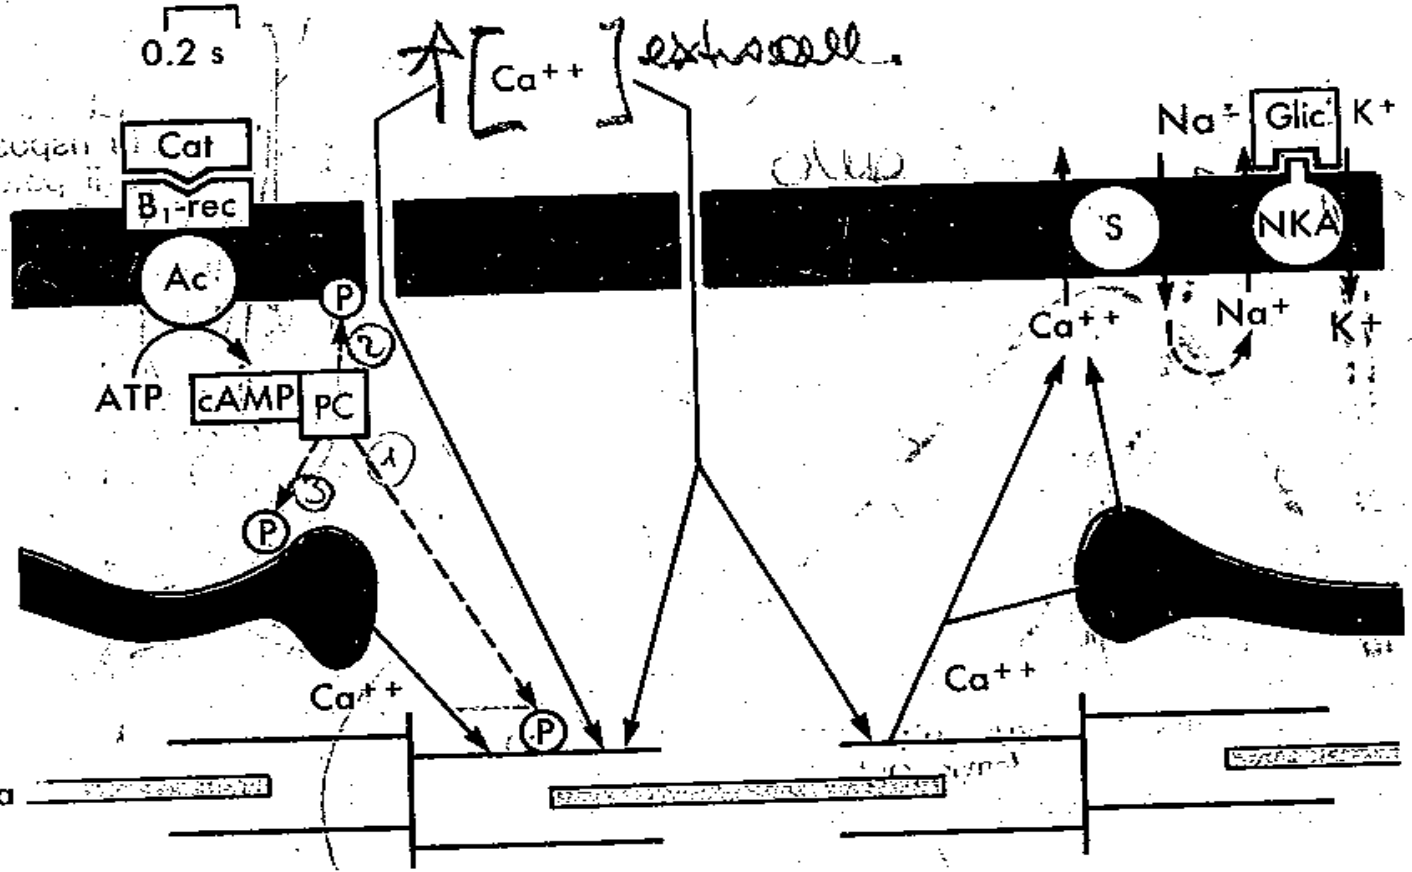 0.2 s
↑ [Ca++] extracell.
Cat
B₁-rec
Ac
P
2
ATP
cAMP
PC
1
3
P
Ca++
P
Na+
Glic
K+
S
NKA
Ca++
Na+
K+
Ca++
a